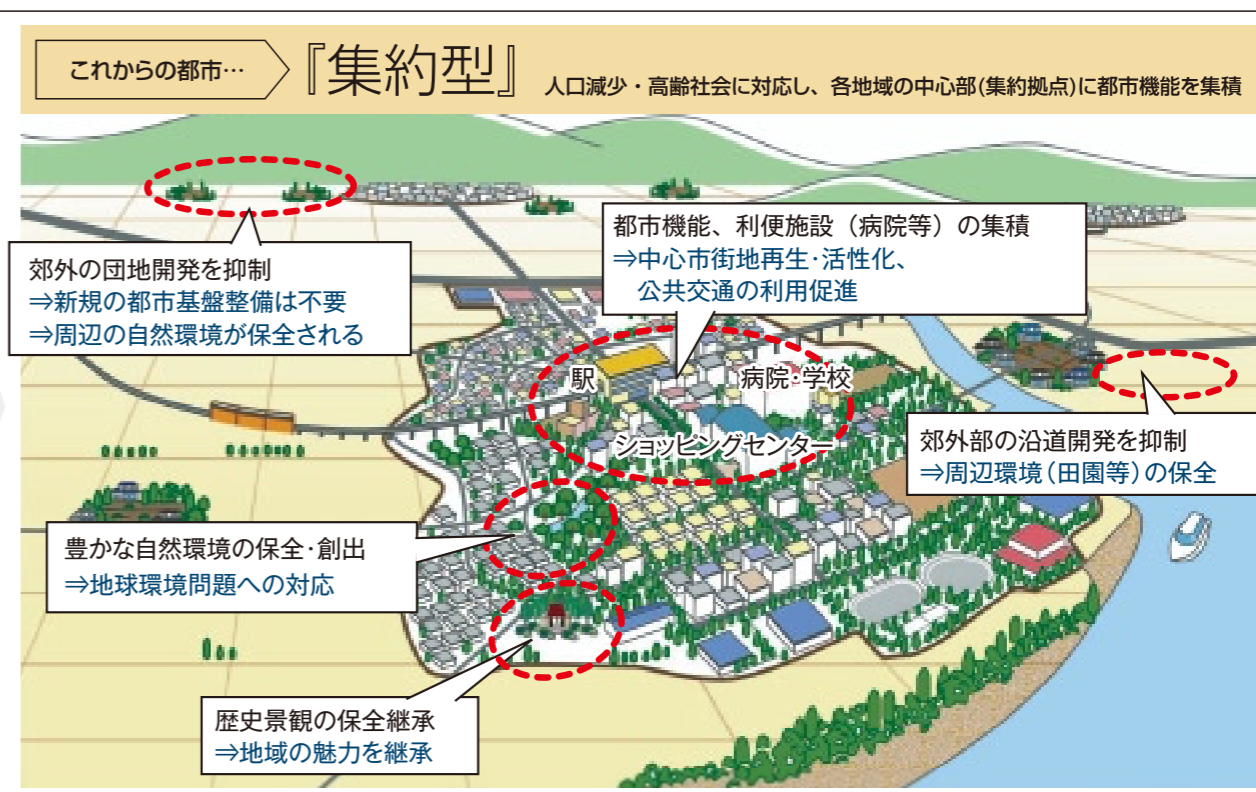 これからの都市…
『集約型』
人口減少・高齢社会に対応し、各地域の中心部(集約拠点)に都市機能を集積
都市機能、利便施設（病院等）の集積
⇒中心市街地再生・活性化、
公共交通の利用促進
郊外の団地開発を抑制
⇒新規の都市基盤整備は不要
⇒周辺の自然環境が保全される
駅
病院・学校
ショッピングセンター
郊外部の沿道開発を抑制
⇒周辺環境（田園等）の保全
豊かな自然環境の保全・創出
⇒地球環境問題への対応
歴史景観の保全継承
⇒地域の魅力を継承